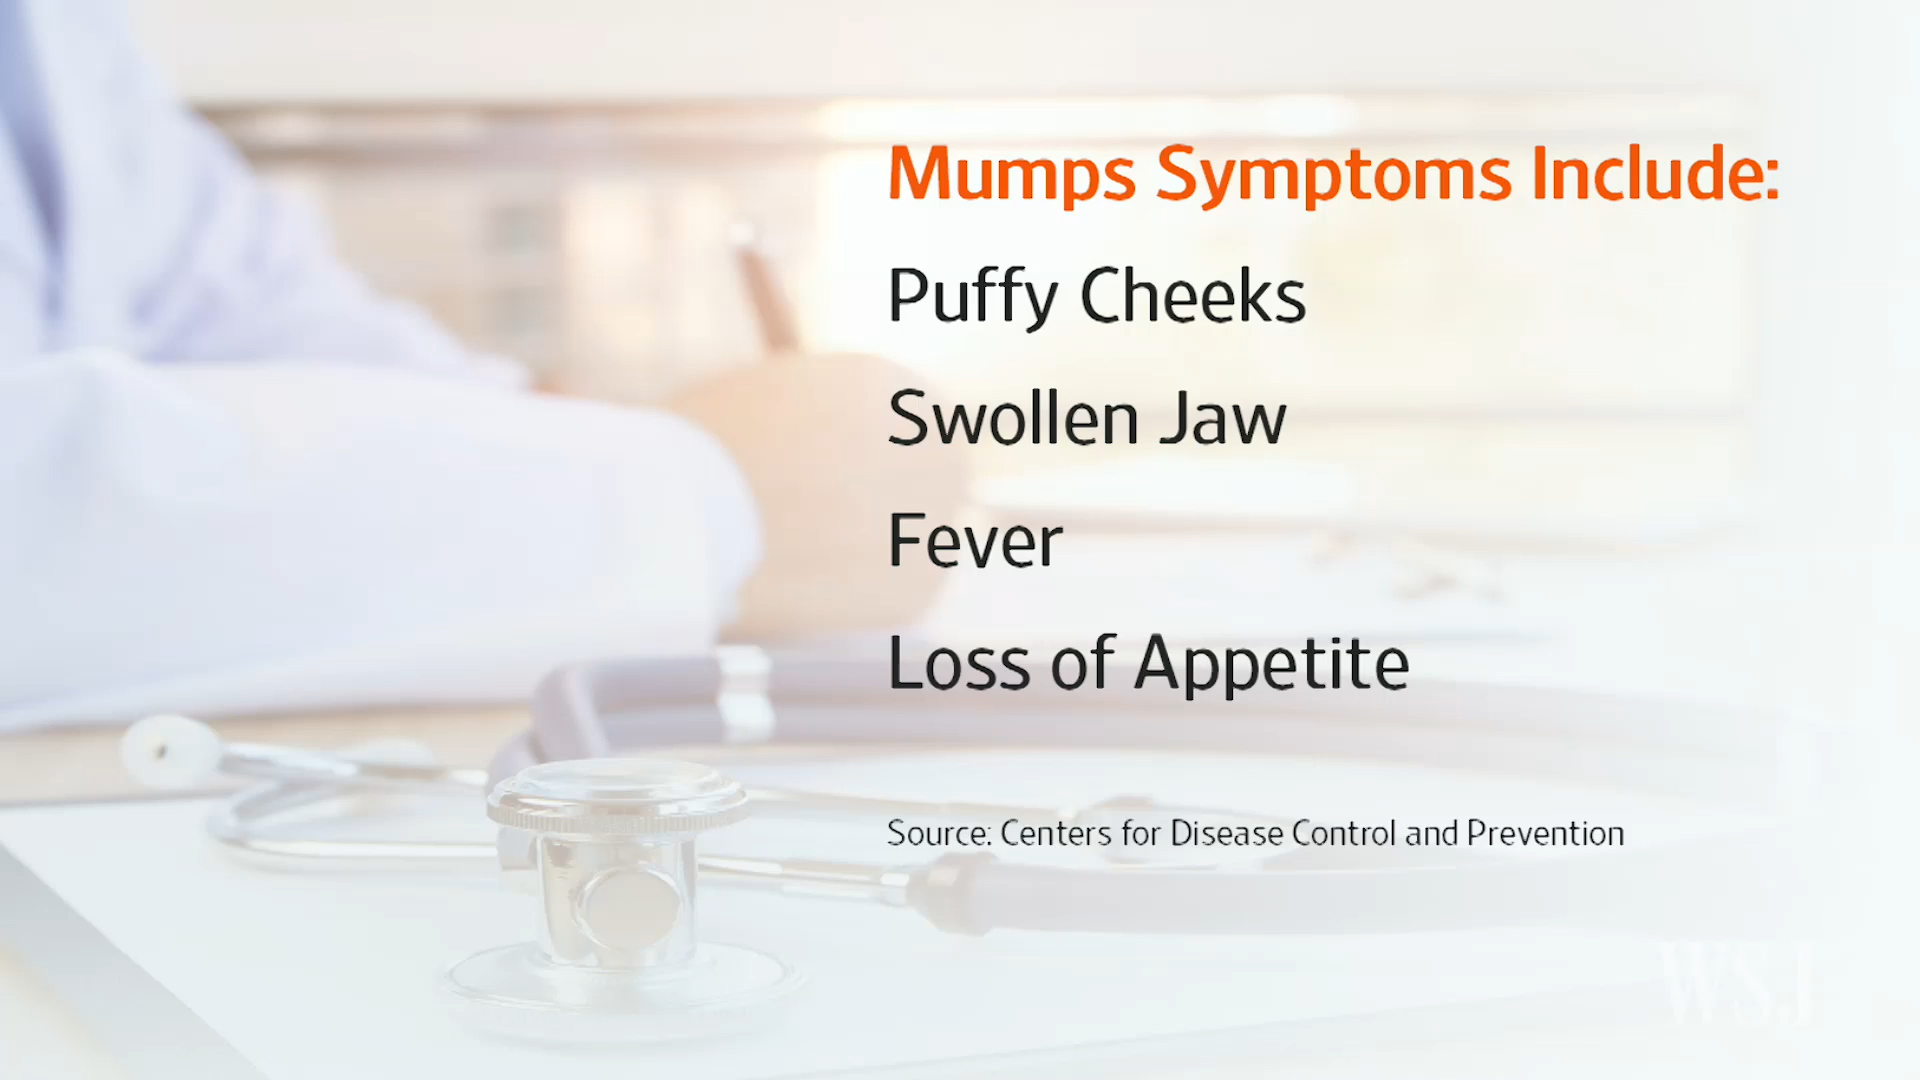 Mumps Symptoms Include:
Puffy Cheeks
Swollen Jaw
Fever
Loss of Appetite
Source: Centers for Disease Control and Prevention
WSJ